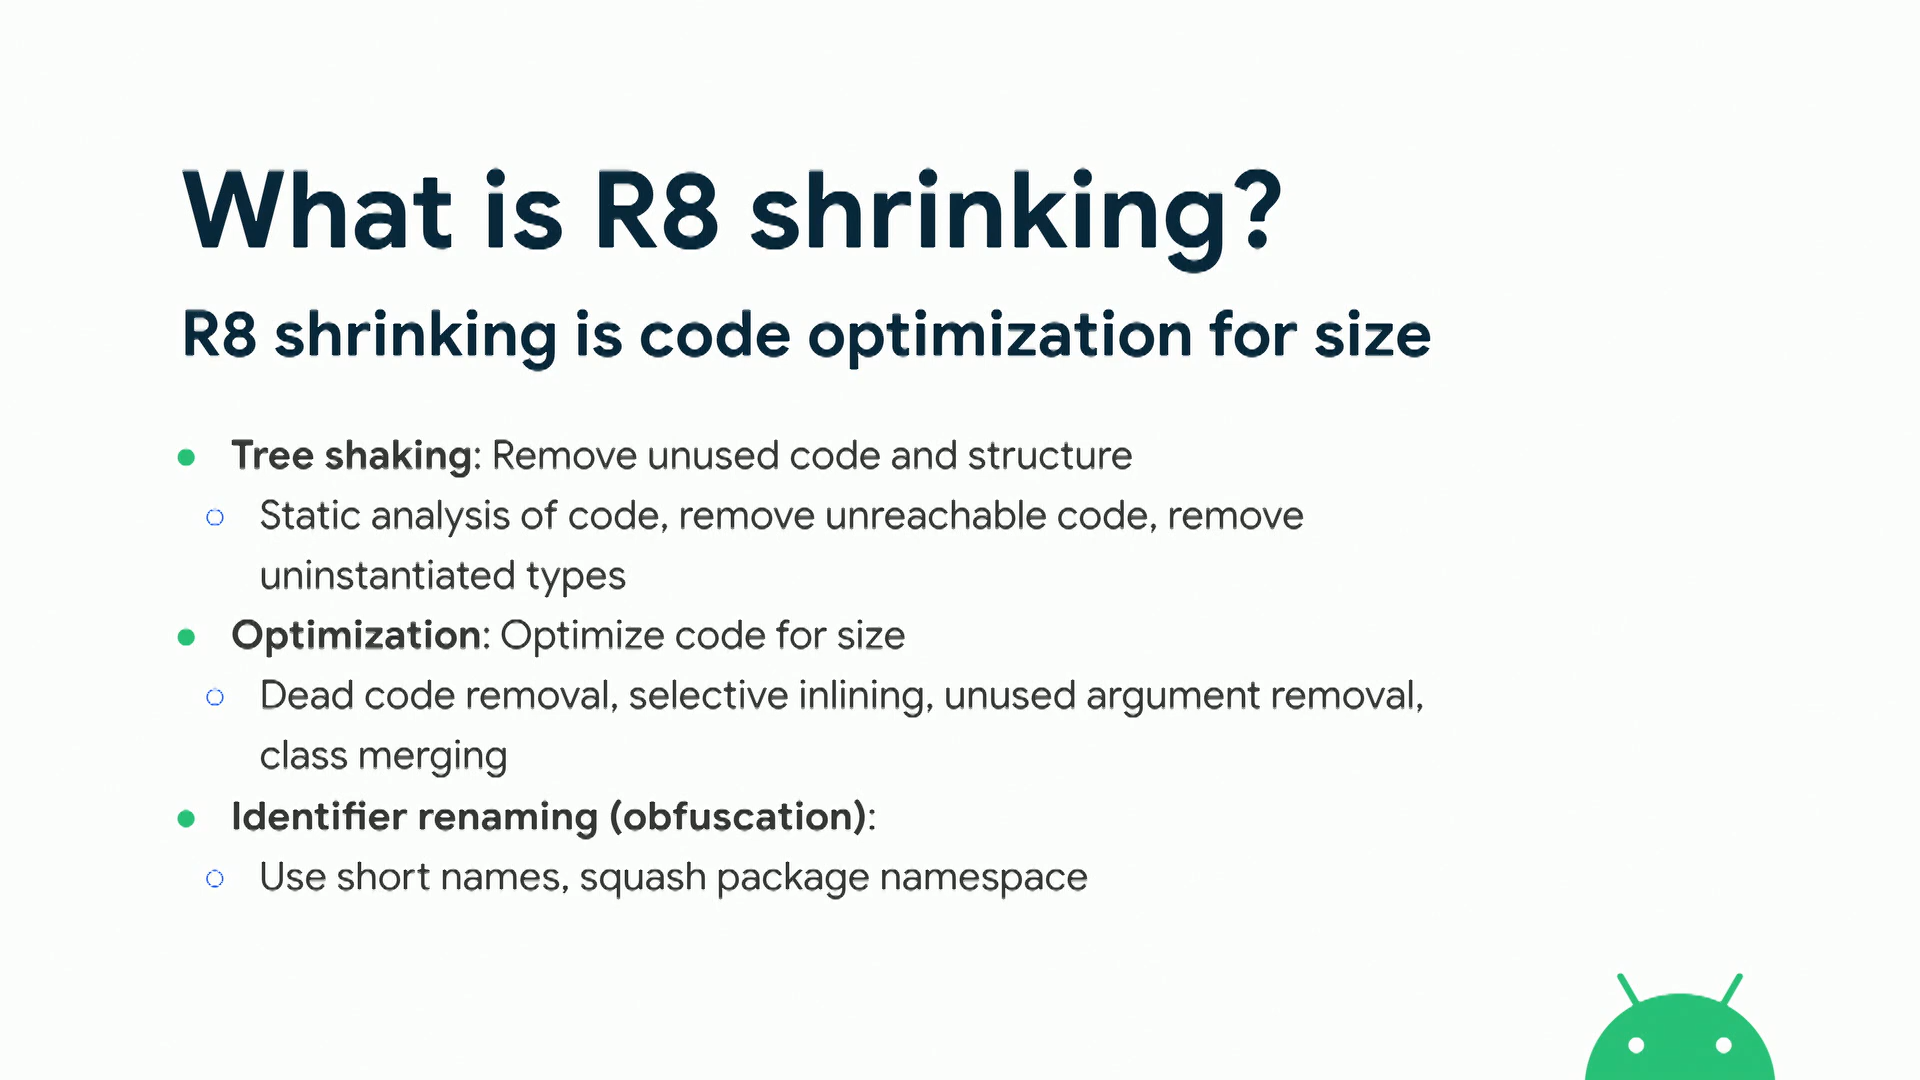 What is R8 shrinking?
R8 shrinking is code optimization for size
Tree shaking: Remove unused code and structure
Static analysis of code, remove unreachable code, remove
uninstantiated types
Optimization: Optimize code for size
Dead code removal, selective inlining, unused argument removal,
class merging
Identifier renaming (obfuscation):
Use short names, squash package namespace